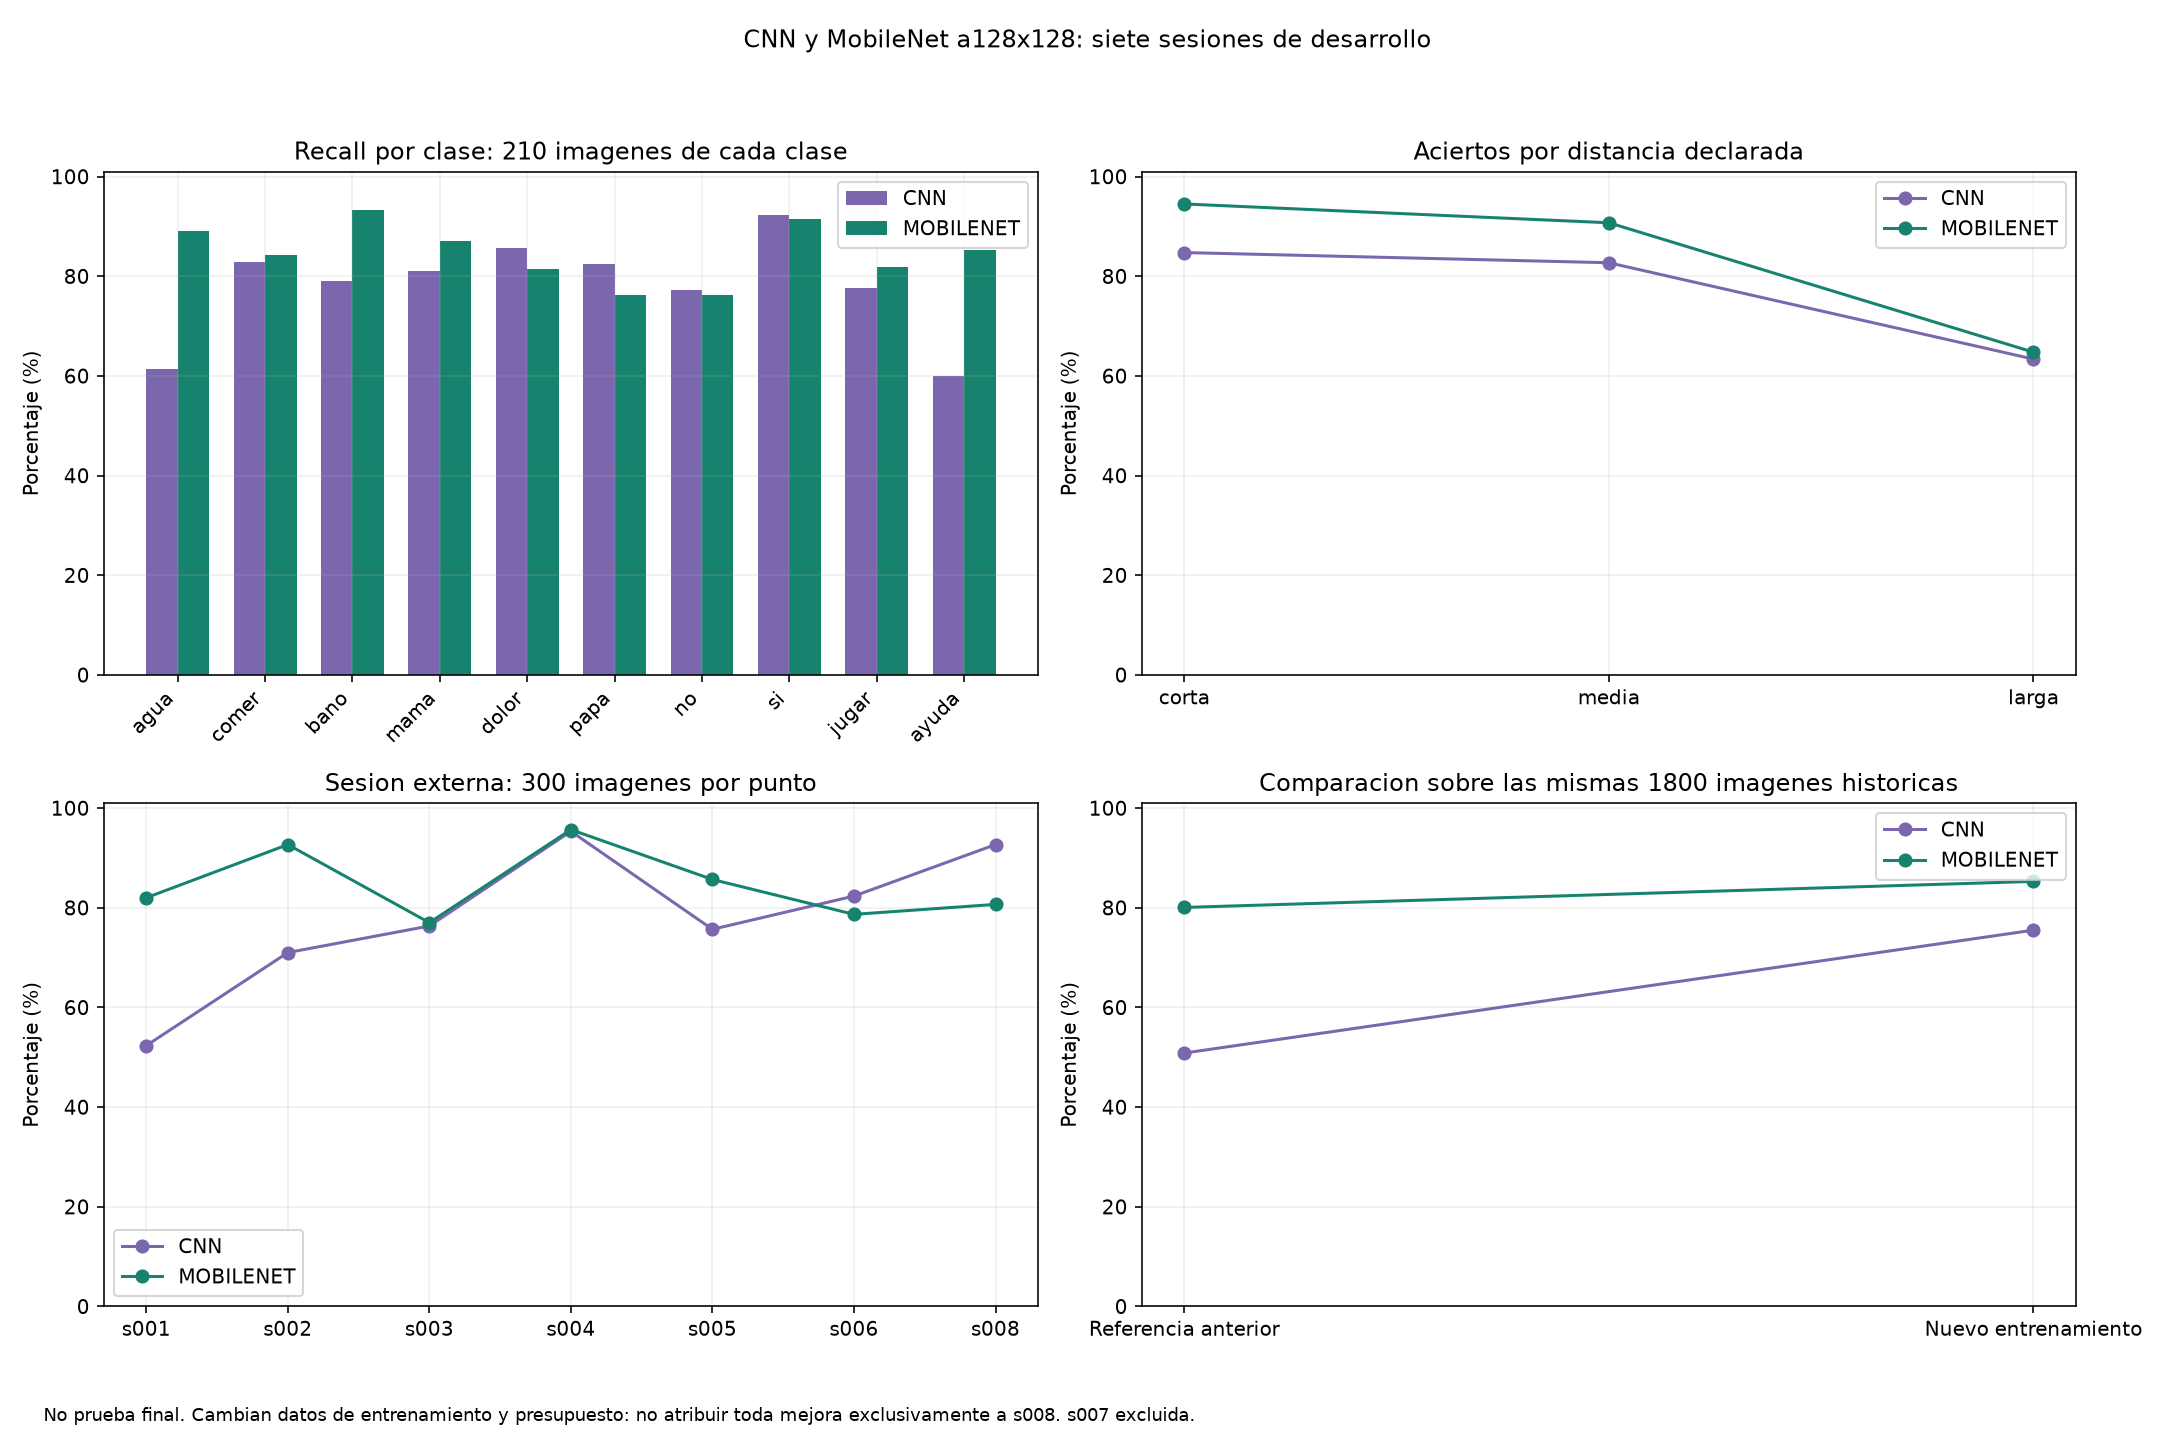 CNN y MobileNet a128x128: siete sesiones de desarrollo
Recall por clase: 210 imagenes de cada clase
Porcentaje (%)
100
80
60
40
20
0
CNN
MOBILENET
agua
comer
bano
mama
dolor
papa
no
si
jugar
ayuda
Aciertos por distancia declarada
Porcentaje (%)
100
80
60
40
20
0
CNN
MOBILENET
corta
media
larga
Sesion externa: 300 imagenes por punto
Porcentaje (%)
100
80
60
40
20
0
CNN
MOBILENET
s001
s002
s003
s004
s005
s006
s008
Comparacion sobre las mismas 1800 imagenes historicas
Porcentaje (%)
100
80
60
40
20
0
CNN
MOBILENET
Referencia anterior
Nuevo entrenamiento
No prueba final. Cambian datos de entrenamiento y presupuesto: no atribuir toda mejora exclusivamente a s008. s007 excluida.